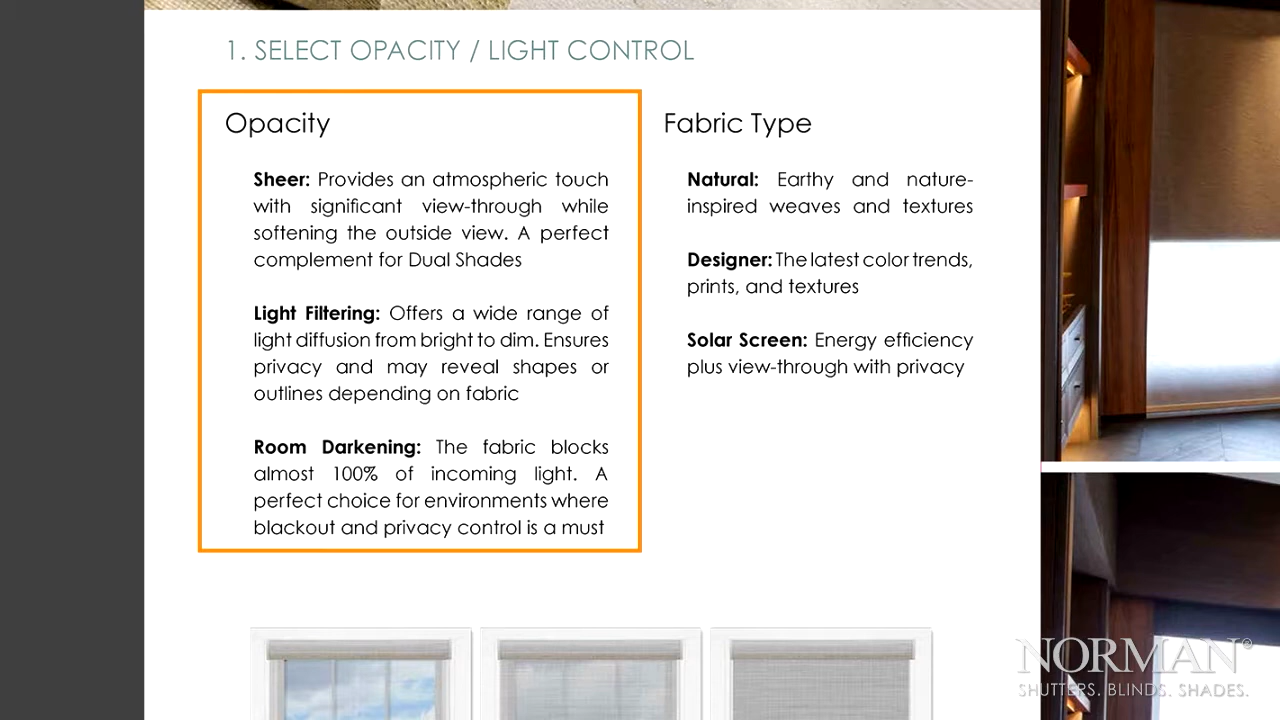 1. SELECT OPACITY / LIGHT CONTROL
Opacity
Sheer: Provides an atmospheric touch
with significant view-through while
softening the outside view. A perfect
complement for Dual Shades
Light Filtering: Offers a wide range of
light diffusion from bright to dim. Ensures
privacy and may reveal shapes or
outlines depending on fabric
Room Darkening: The fabric blocks
almost 100% of incoming light. A
perfect choice for environments where
blackout and privacy control is a must
Fabric Type
Natural: Earthy and nature-
inspired weaves and textures
Designer: The latest color trends,
prints, and textures
Solar Screen: Energy efficiency
plus view-through with privacy
NORMAN®
SHUTTERS. BLINDS. SHADES.